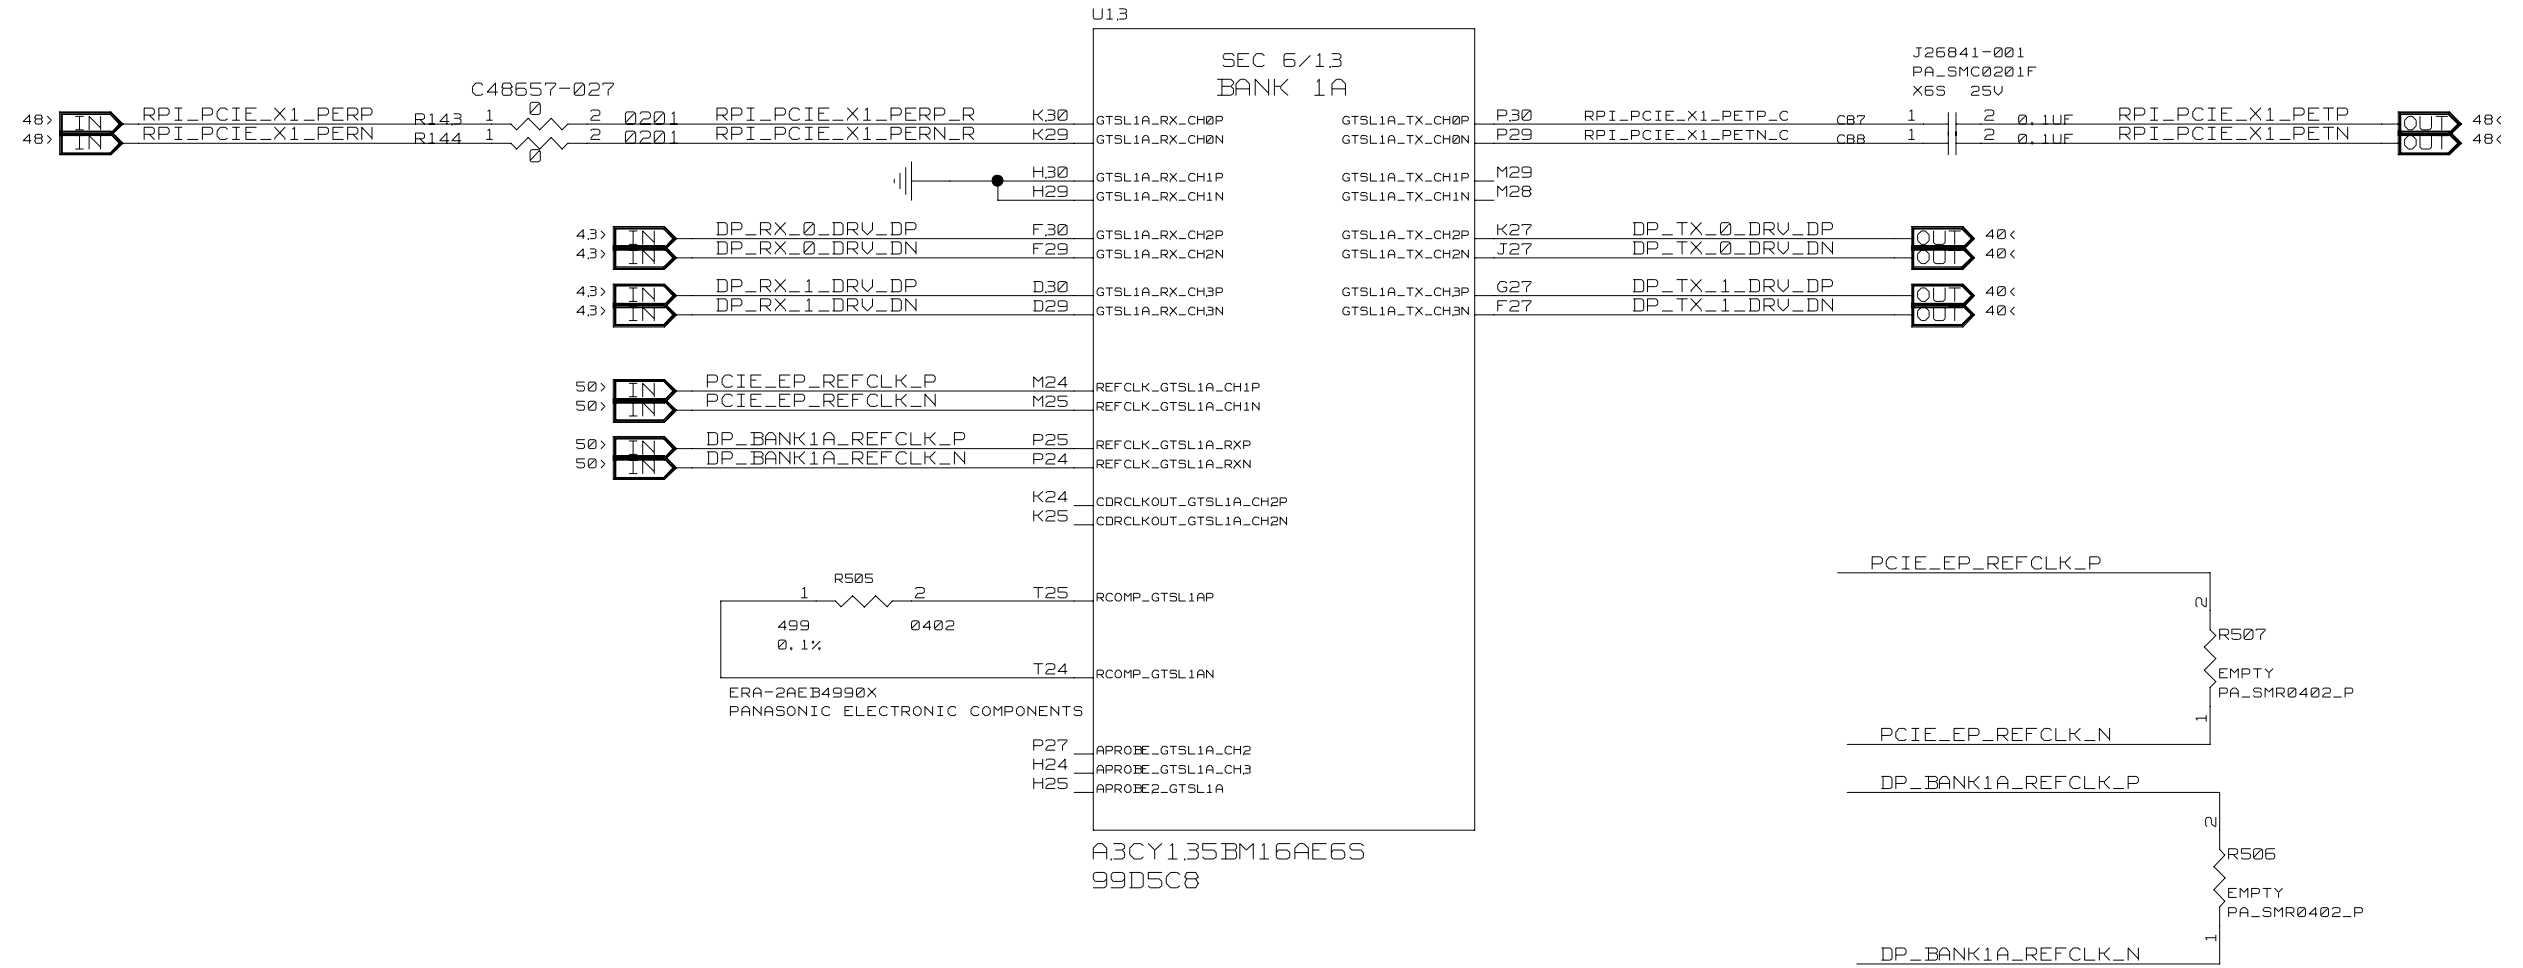 U13
SEC 6/13
BANK 1A
J26841-001
PA_SMC0201F
X6S 25V
C48657-027
48> IN RPI_PCIE_X1_PERP R143 1 0 2 0201 RPI_PCIE_X1_PERP_R K30 GTSL1A_RX_CH0P GTSL1A_TX_CH0P P30 RPI_PCIE_X1_PETP_C C87 1 2 0.1UF RPI_PCIE_X1_PETP OUT 48<
48> IN RPI_PCIE_X1_PERN R144 1 0 2 0201 RPI_PCIE_X1_PERN_R K29 GTSL1A_RX_CH0N GTSL1A_TX_CH0N P29 RPI_PCIE_X1_PETN_C C88 1 2 0.1UF RPI_PCIE_X1_PETN OUT 48<
H30 GTSL1A_RX_CH1P GTSL1A_TX_CH1P M29
H29 GTSL1A_RX_CH1N GTSL1A_TX_CH1N M28
43> IN DP_RX_0_DRV_DP F30 GTSL1A_RX_CH2P GTSL1A_TX_CH2P K27 DP_TX_0_DRV_DP OUT 40<
43> IN DP_RX_0_DRV_DN F29 GTSL1A_RX_CH2N GTSL1A_TX_CH2N J27 DP_TX_0_DRV_DN OUT 40<
43> IN DP_RX_1_DRV_DP D30 GTSL1A_RX_CH3P GTSL1A_TX_CH3P G27 DP_TX_1_DRV_DP OUT 40<
43> IN DP_RX_1_DRV_DN D29 GTSL1A_RX_CH3N GTSL1A_TX_CH3N F27 DP_TX_1_DRV_DN OUT 40<
50> IN PCIE_EP_REFCLK_P M24 REFCLK_GTSL1A_CH1P
50> IN PCIE_EP_REFCLK_N M25 REFCLK_GTSL1A_CH1N
50> IN DP_BANK1A_REFCLK_P P25 REFCLK_GTSL1A_RXP
50> IN DP_BANK1A_REFCLK_N P24 REFCLK_GTSL1A_RXN
K24 CDRCLKOUT_GTSL1A_CH2P
K25 CDRCLKOUT_GTSL1A_CH2N
R505
1 2 T25 RCOMP_GTSL1AP
499 0402
0.1%
T24 RCOMP_GTSL1AN
ERA-2AEB4990X
PANASONIC ELECTRONIC COMPONENTS
P27 APROBE_GTSL1A_CH2
H24 APROBE_GTSL1A_CH3
H25 APROBE2_GTSL1A
A3CY135BM16AE6S
99D5C8
PCIE_EP_REFCLK_P
2
R507
EMPTY
PA_SMR0402_P
1
PCIE_EP_REFCLK_N
DP_BANK1A_REFCLK_P
2
R506
EMPTY
PA_SMR0402_P
1
DP_BANK1A_REFCLK_N